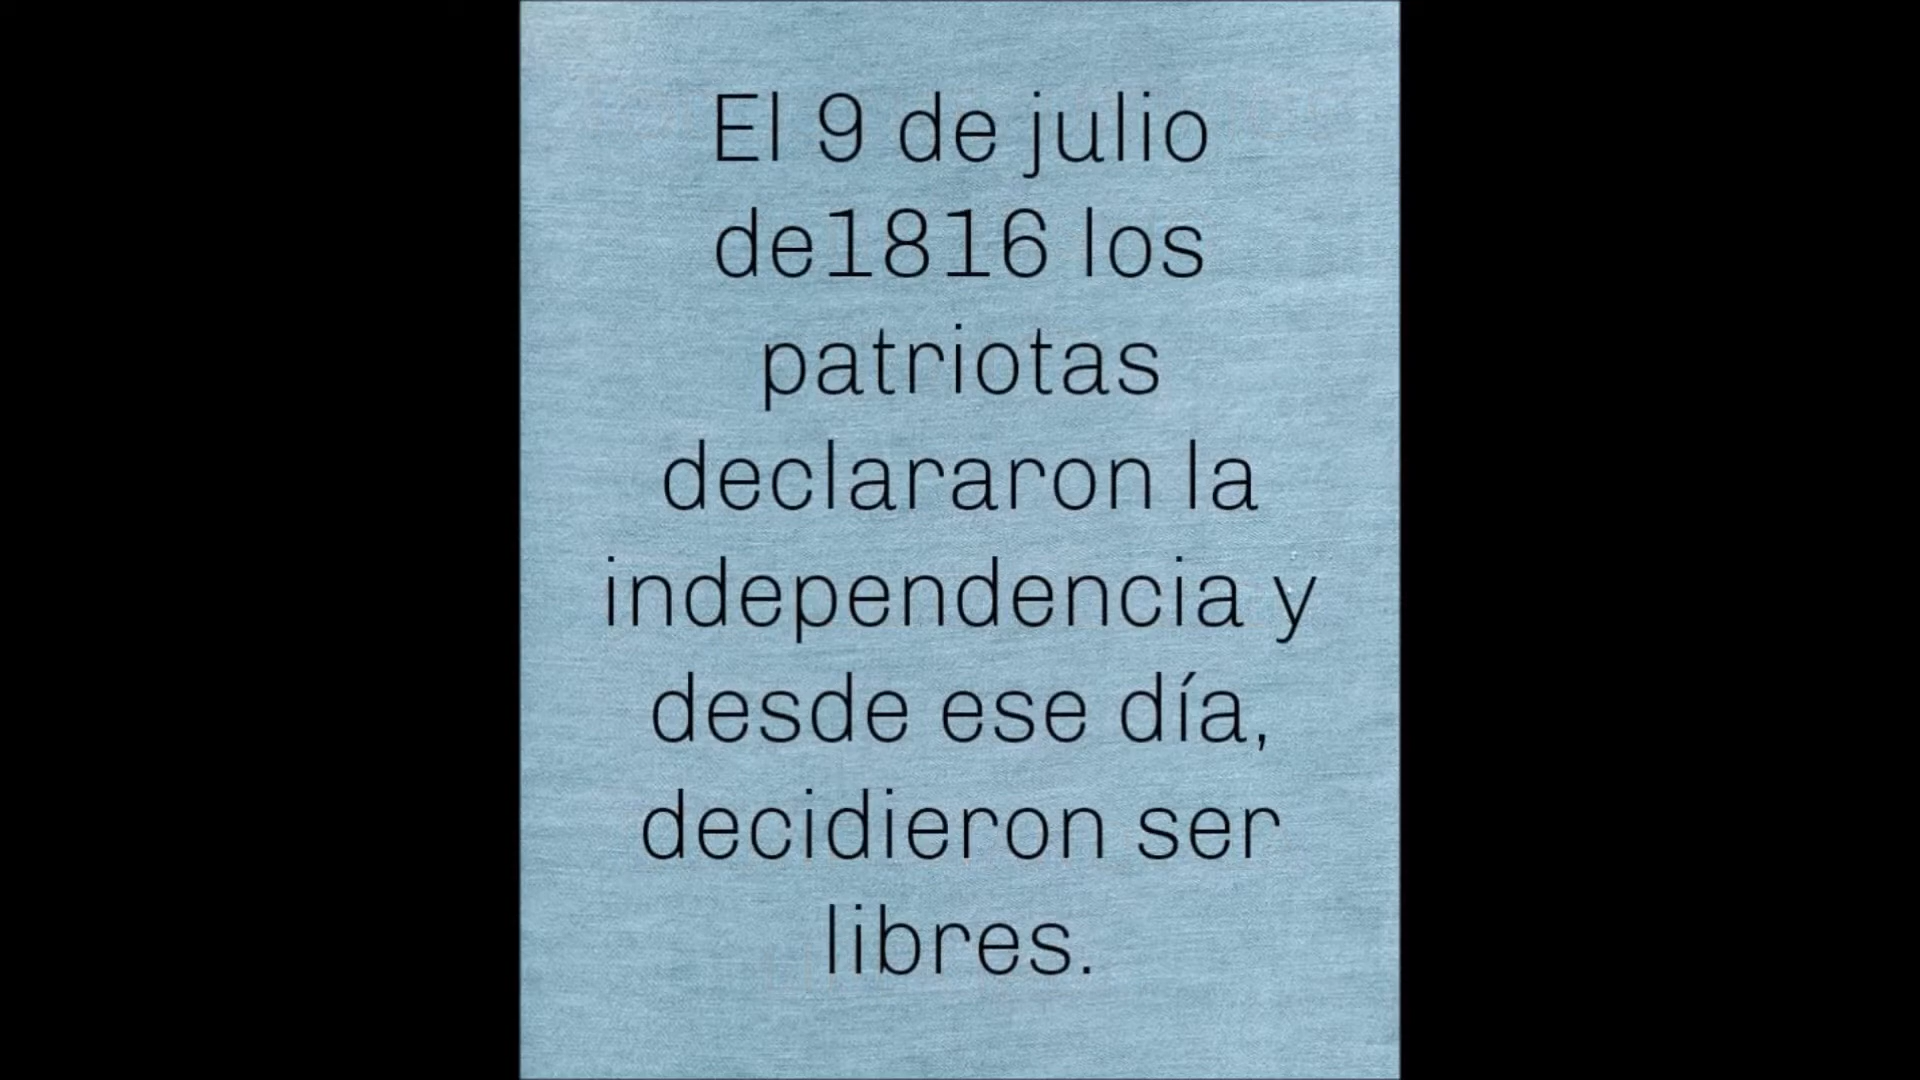 El 9 de julio
de1816 los
patriotas
declararon la
independencia y
desde ese día,
decidieron ser
libres.